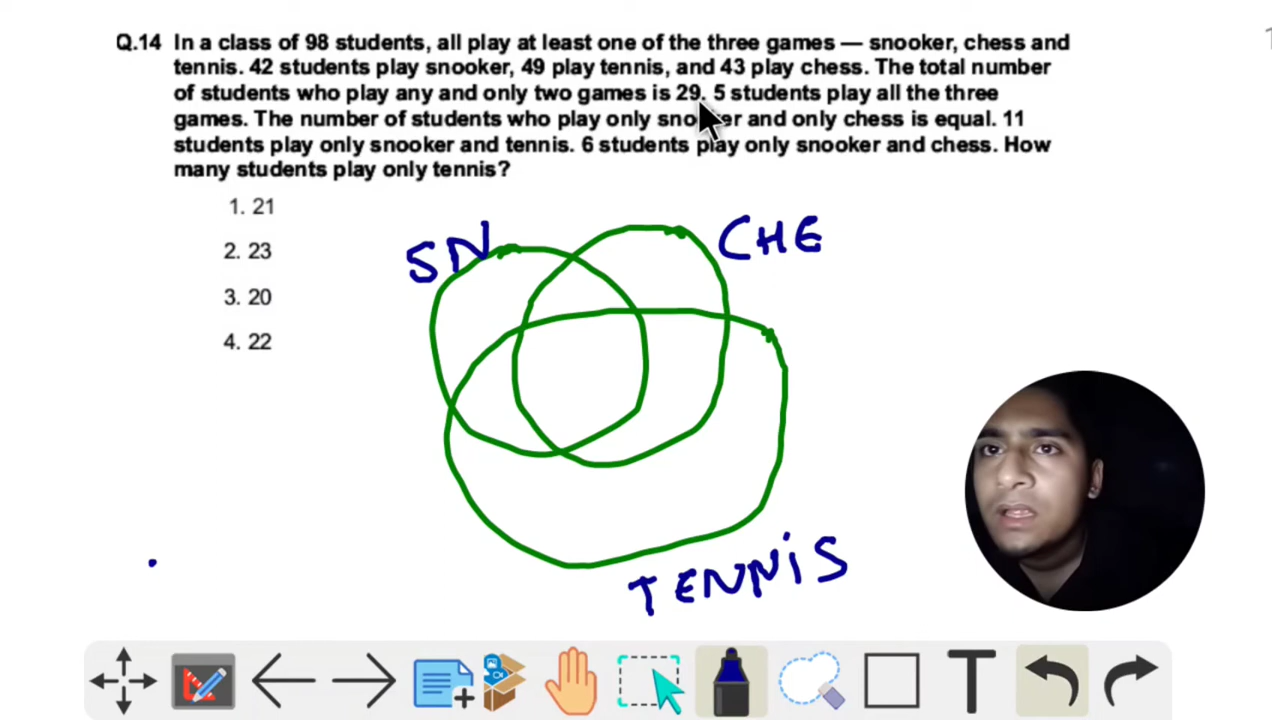 Q.14 In a class of 98 students, all play at least one of the three games — snooker, chess and
tennis. 42 students play snooker, 49 play tennis, and 43 play chess. The total number
of students who play any and only two games is 29. 5 students play all the three
games. The number of students who play only snooker and only chess is equal. 11
students play only snooker and tennis. 6 students play only snooker and chess. How
many students play only tennis?
1. 21
2. 23
3. 20
4. 22
SN
CHE
TENNIS
T